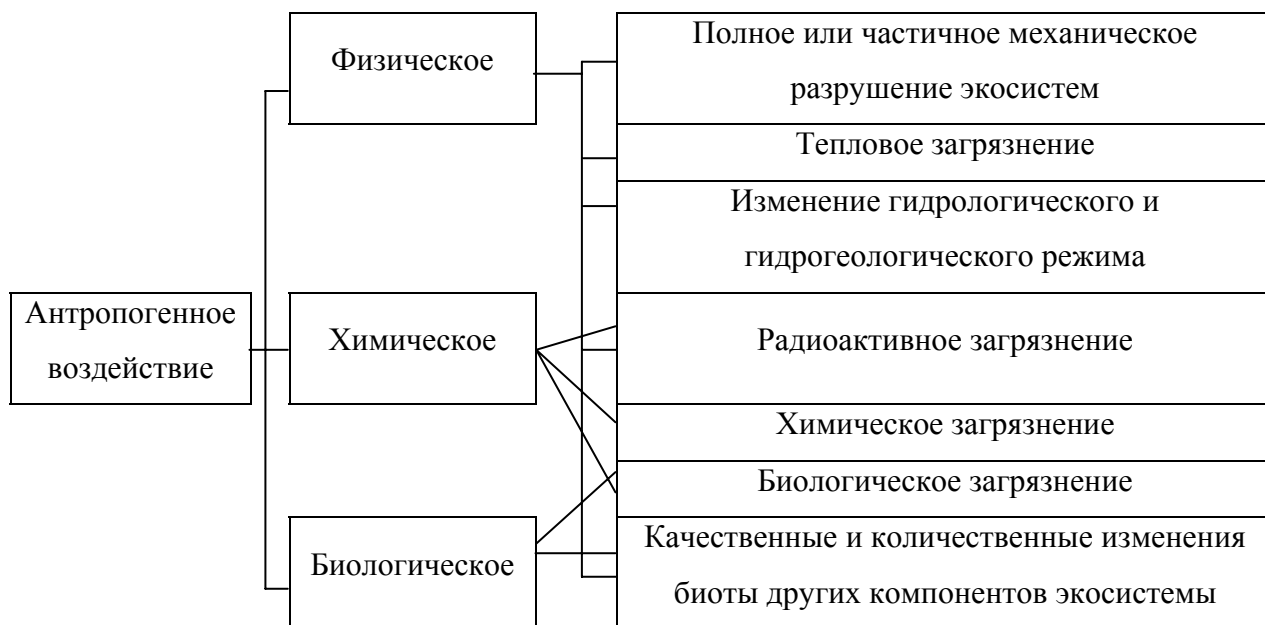 Физическое
Полное или частичное механическое
разрушение экосистем
Тепловое загрязнение
Изменение гидрологического и
гидрогеологического режима
Антропогенное
воздействие
Химическое
Радиоактивное загрязнение
Химическое загрязнение
Биологическое загрязнение
Биологическое
Качественные и количественные изменения
биоты других компонентов экосистемы